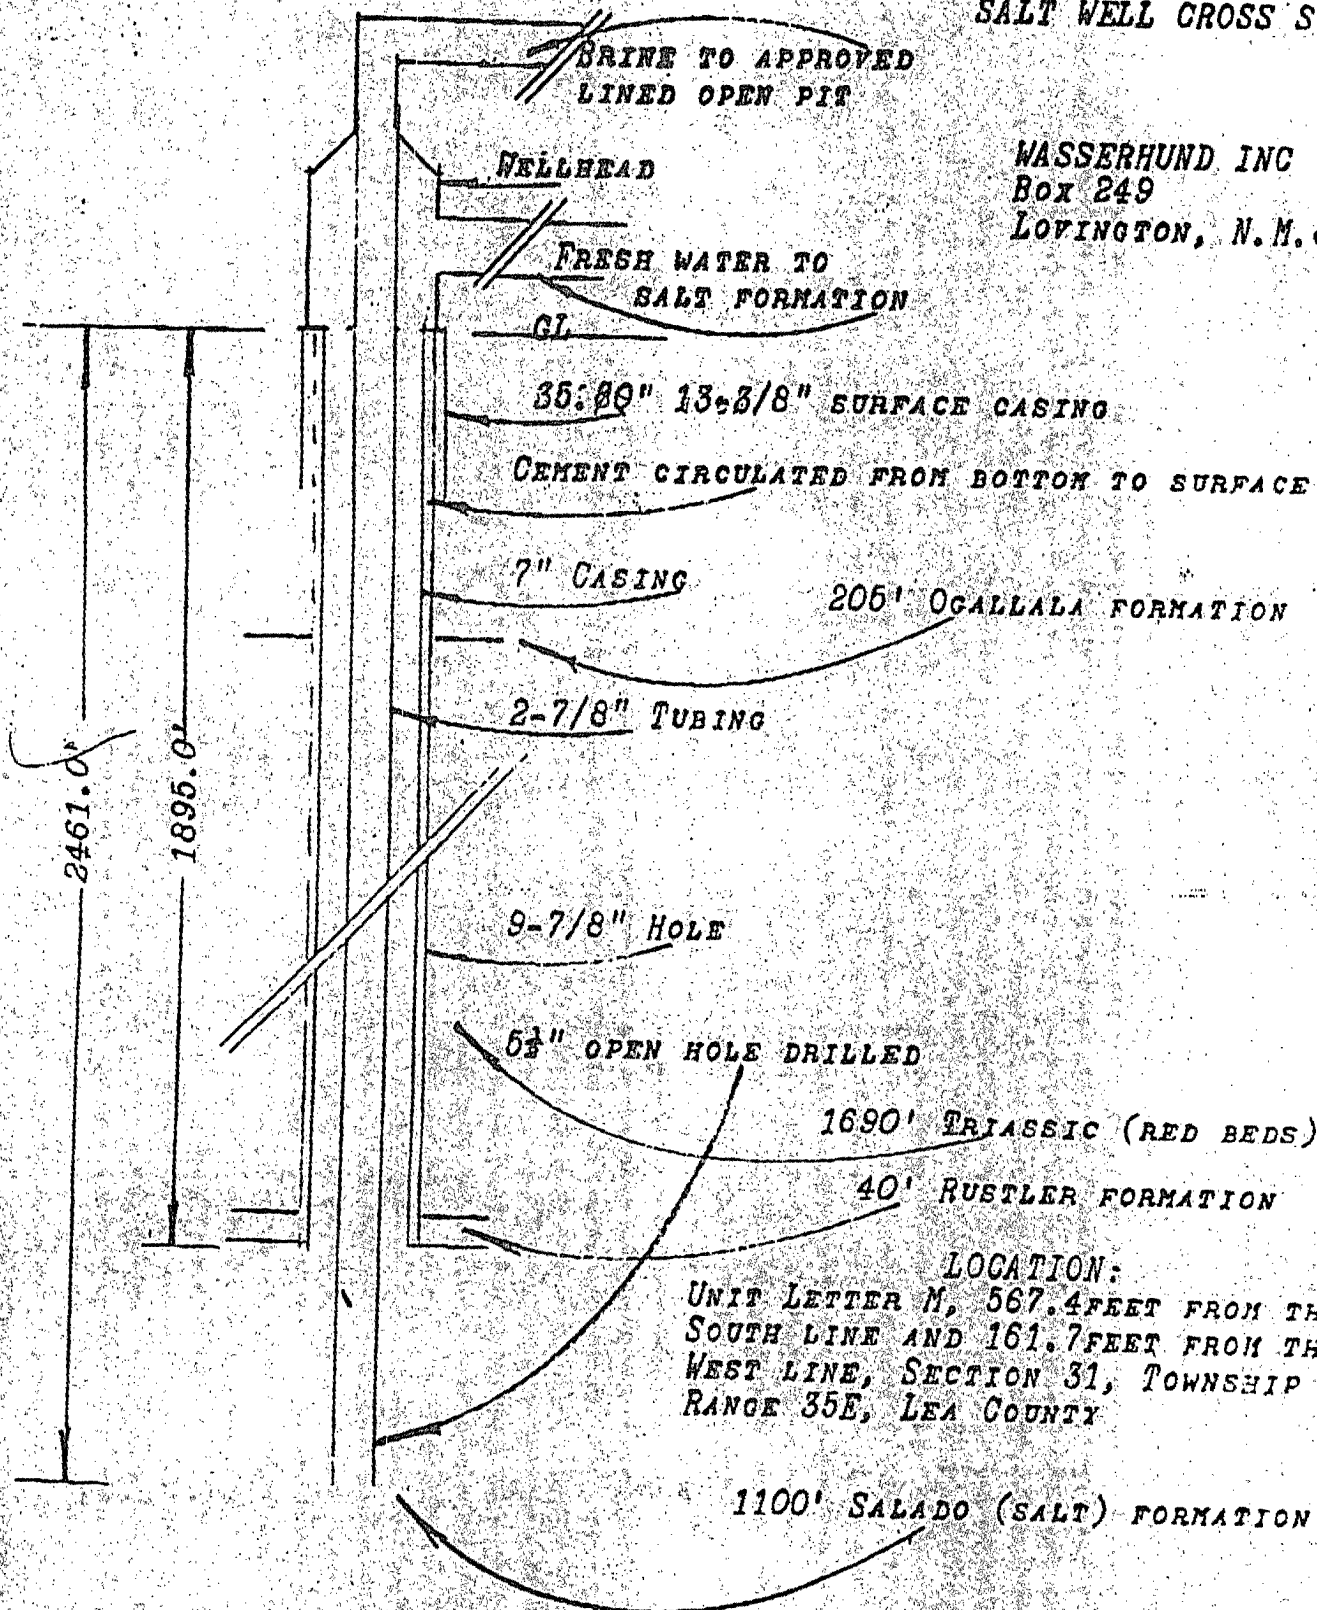 SALT WELL CROSS S
BRINE TO APPROVED
LINED OPEN PIT
WASSERHUND INC
BOX 249
LOVINGTON, N.M.
WELLHEAD
FRESH WATER TO
SALT FORMATION
GL
13-3/8" SURFACE CASING
CEMENT CIRCULATED FROM BOTTOM TO SURFACE
7" CASING
205' OGALLALA FORMATION
2-7/8" TUBING
2461.0'
1895.0'
9-7/8" HOLE
OPEN HOLE DRILLED
1690' TRIASSIC (RED BEDS)
40' RUSTLER FORMATION
LOCATION:
UNIT LETTER M, 567.4FEET FROM TH
SOUTH LINE AND 161.7FEET FROM TH
WEST LINE, SECTION 31, TOWNSHIP
RANGE 35E, LEA COUNTY
1100' SALADO (SALT) FORMATION